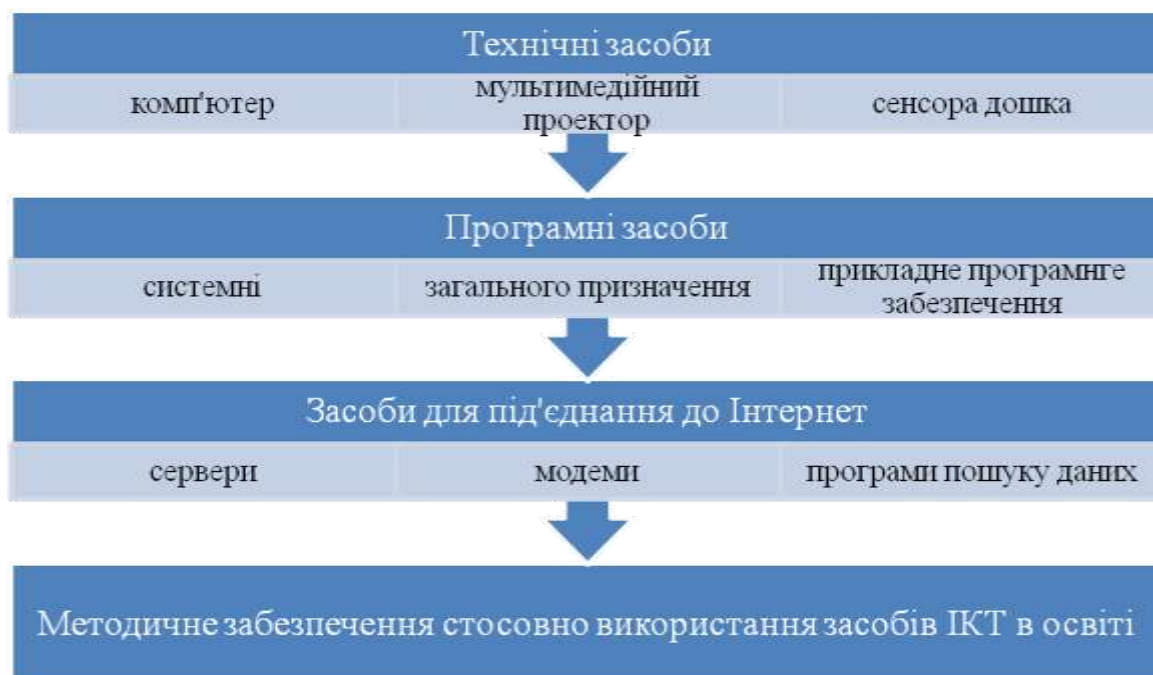 Технічні засоби
комп'ютер
мультимедійний
проектор
сенсора дошка
Програмні засоби
системні
загального призначення
прикладне програмнге
забезпечення
Засоби для під'єднання до Інтернет
сервери
модеми
програми пошуку даних
Методичне забезпечення стосовно використання засобів ІКТ в освіті